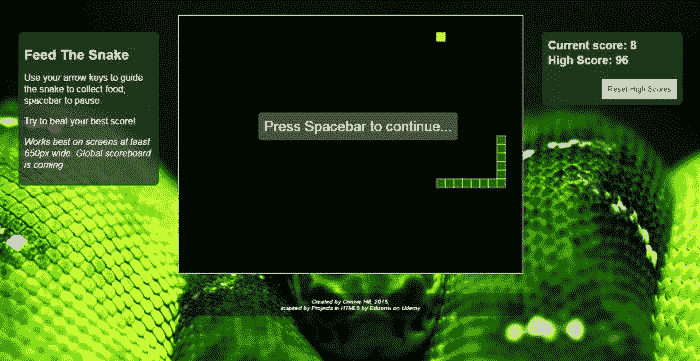 Feed The Snake
Use your arrow keys to guide
the snake to collect food,
spacebar to pause.
Try to beat your best score!
Works best on screens at least
650px wide. Global scoreboard
is coming
Press Spacebar to continue...
Current score: 8
High Score: 96
Reset High Scores
Created by Connie Hill, 2015,
inspired by Projects in HTML5 by Eduonix on Udemy